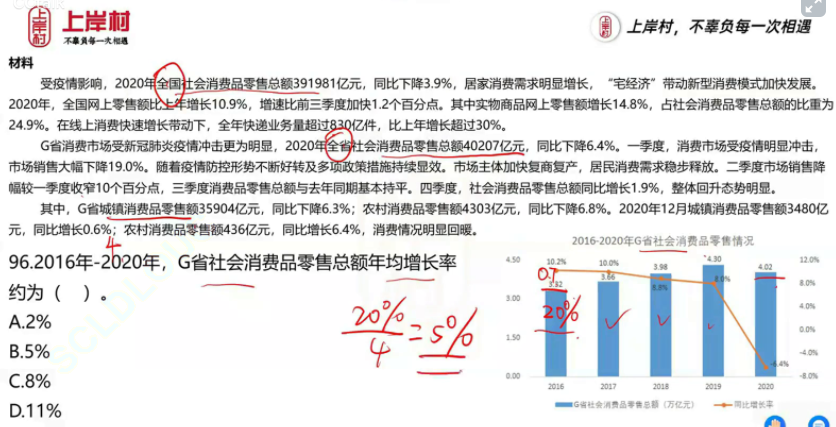 上岸村
不辜负每一次相遇
上岸村，不辜负每一次相遇
材料
受疫情影响，2020年全国社会消费品零售总额391981亿元，同比下降3.9%，居家消费需求明显增长，“宅经济”带动新型消费模式加快发展。
2020年，全国网上零售额比上年增长10.9%，增速比前三季度加快1.2个百分点。其中实物商品网上零售额增长14.8%，占社会消费品零售总额的比重为
24.9%。在线上消费快速增长带动下，全年快递业务量超过830亿件，比上年增长超过30%。
G省消费市场受新冠肺炎疫情冲击更为明显，2020年全省社会消费品零售总额40207亿元，同比下降6.4%。一季度，消费市场受疫情明显冲击，
市场销售大幅下降19.0%。随着疫情防控形势不断好转及多项政策措施持续显效。市场主体加快复商复产，居民消费需求稳步释放。二季度市场销售降
幅较一季度收窄10个百分点，三季度消费品零售总额与去年同期基本持平。四季度，社会消费品零售总额同比增长1.9%，整体回升态势明显。
其中，G省城镇消费品零售额35904亿元，同比下降6.3%；农村消费品零售额4303亿元，同比下降6.8%。2020年12月城镇消费品零售额3480亿
元，同比增长0.6%；农村消费品零售额436亿元，同比增长6.4%，消费情况明显回暖。
4
96.2016年-2020年，G省社会消费品零售总额年均增长率
约为（ ）。
A.2%
B.5%
C.8%
D.11%
20%/4=5%
2016-2020年G省社会消费品零售情况
4.50
3.00
1.50
0.00
10.2%
10.0%
8.8%
8.0%
-6.4%
3.32
3.66
3.98
4.30
4.02
0.7
20%
12.0%
8.0%
4.0%
0.0%
-4.0%
-8.0%
2016 2017 2018 2019 2020
G省社会消费品零售总额（万亿元） 同比增长率